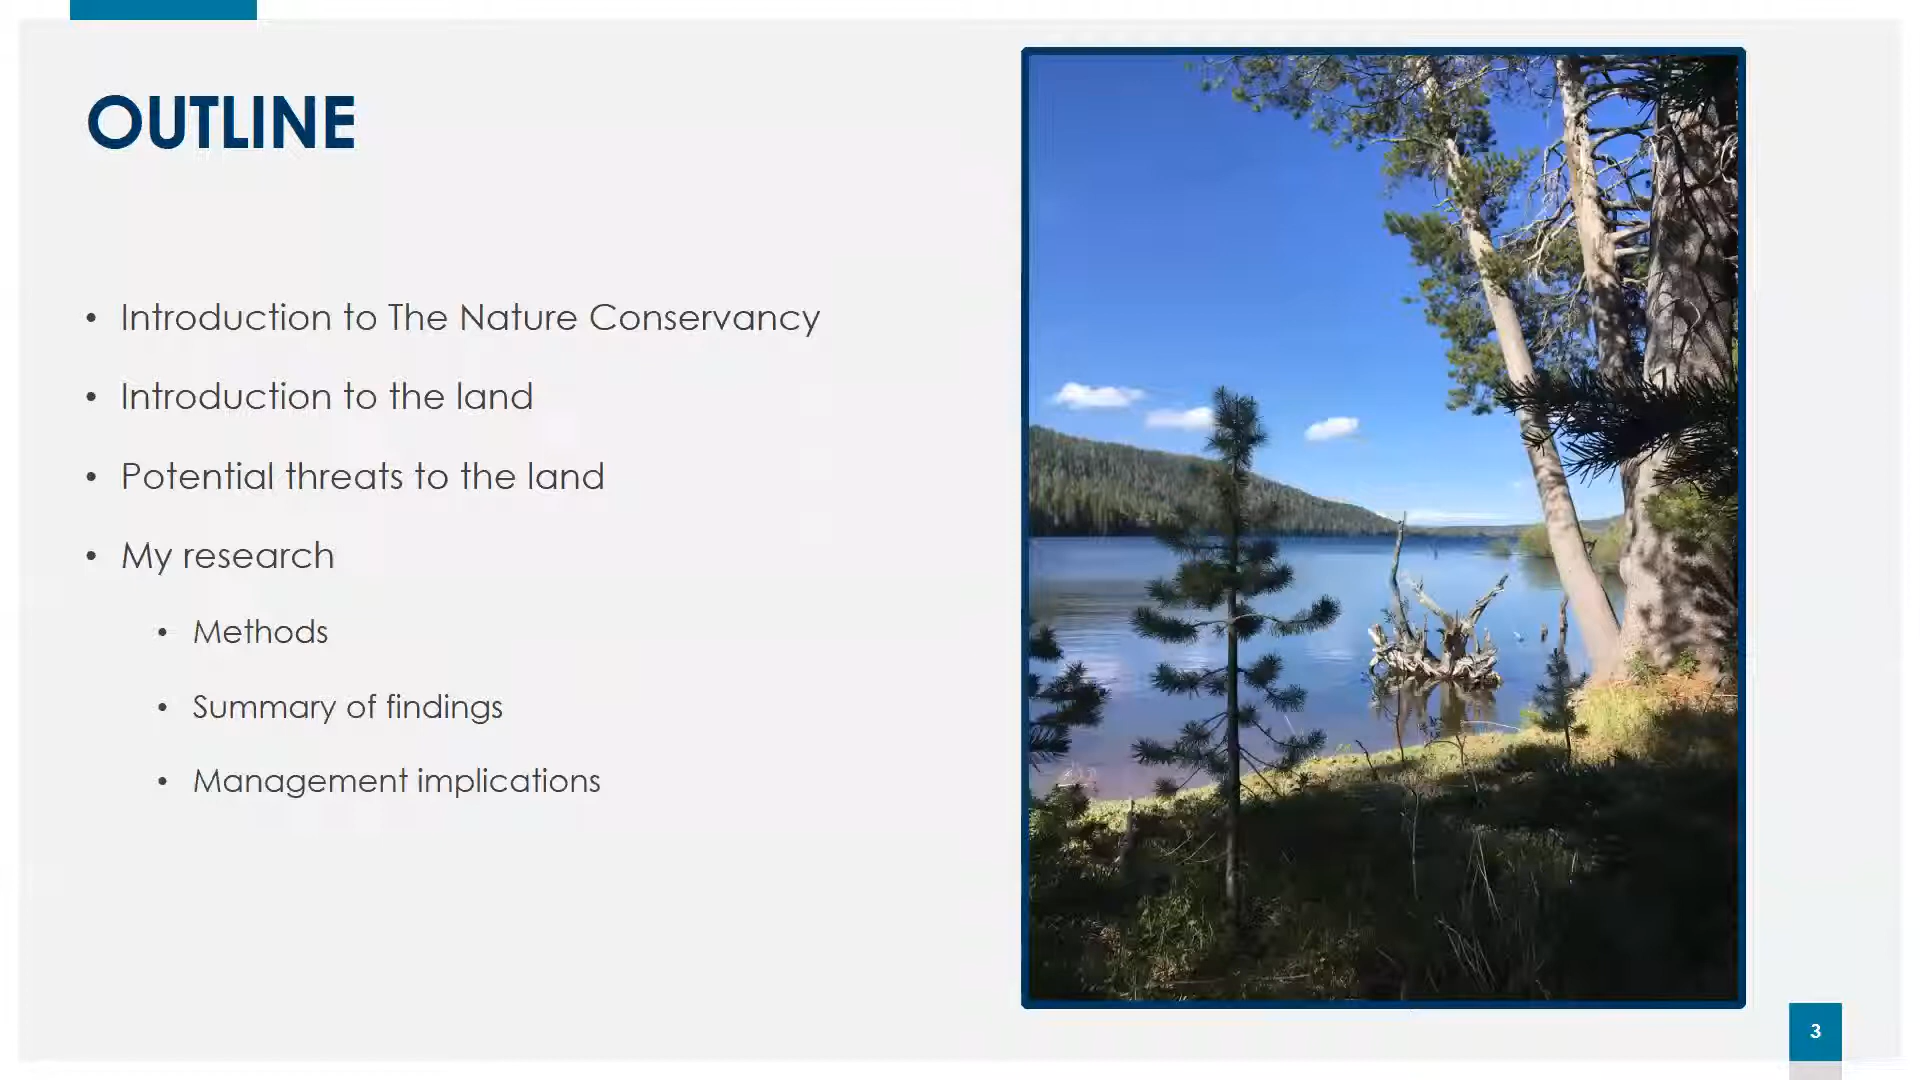 OUTLINE
• Introduction to The Nature Conservancy
• Introduction to the land
• Potential threats to the land
• My research
• Methods
• Summary of findings
• Management implications
3